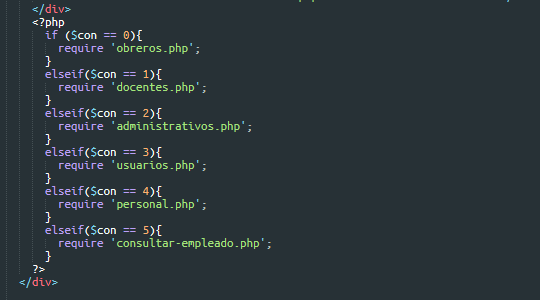 </div>
<?php
if ($con == 0){
require 'obreros.php';
}
elseif($con == 1){
require 'docentes.php';
}
elseif($con == 2){
require 'administrativos.php';
}
elseif($con == 3){
require 'usuarios.php';
}
elseif($con == 4){
require 'personal.php';
}
elseif($con == 5){
require 'consultar-empleado.php';
}
?>
</div>